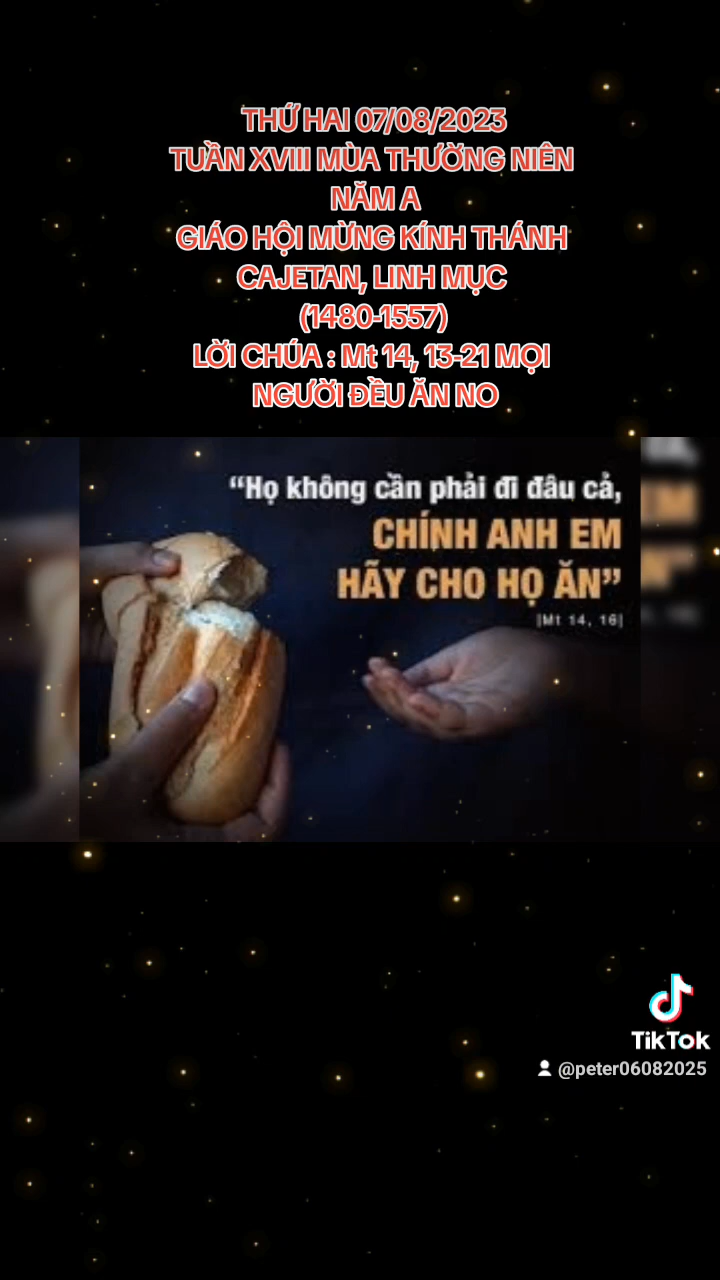 THỨ HAI 07/08/2023
TUẦN XVIII MÙA THƯỜNG NIÊN
NĂM A
GIÁO HỘI MỪNG KÍNH THÁNH
CAJETAN, LINH MỤC
(1480-1557)
LỜI CHÚA : Mt 14, 13-21 MỌI
NGƯỜI ĐỀU ĂN NO
“Họ không cần phải đi đâu cả,
CHÍNH ANH EM
HÃY CHO HỌ ĂN”
|Mt 14, 16|
TikTok
@peter06082025